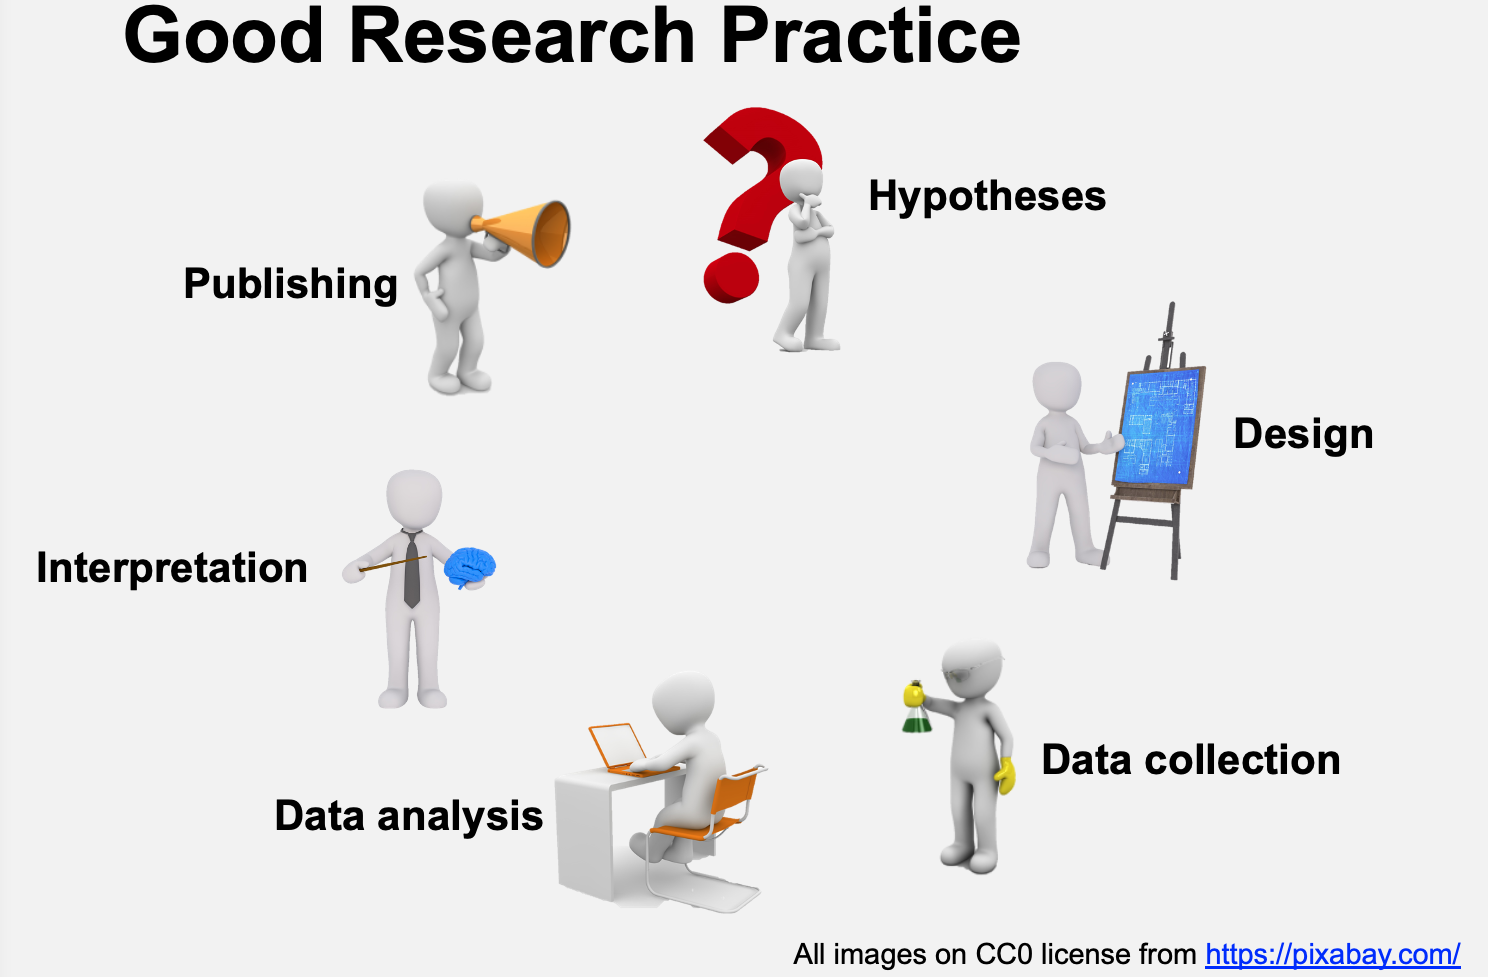 Good Research Practice
Hypotheses
Publishing
Design
Interpretation
Data collection
Data analysis
All images on CC0 license from https://pixabay.com/